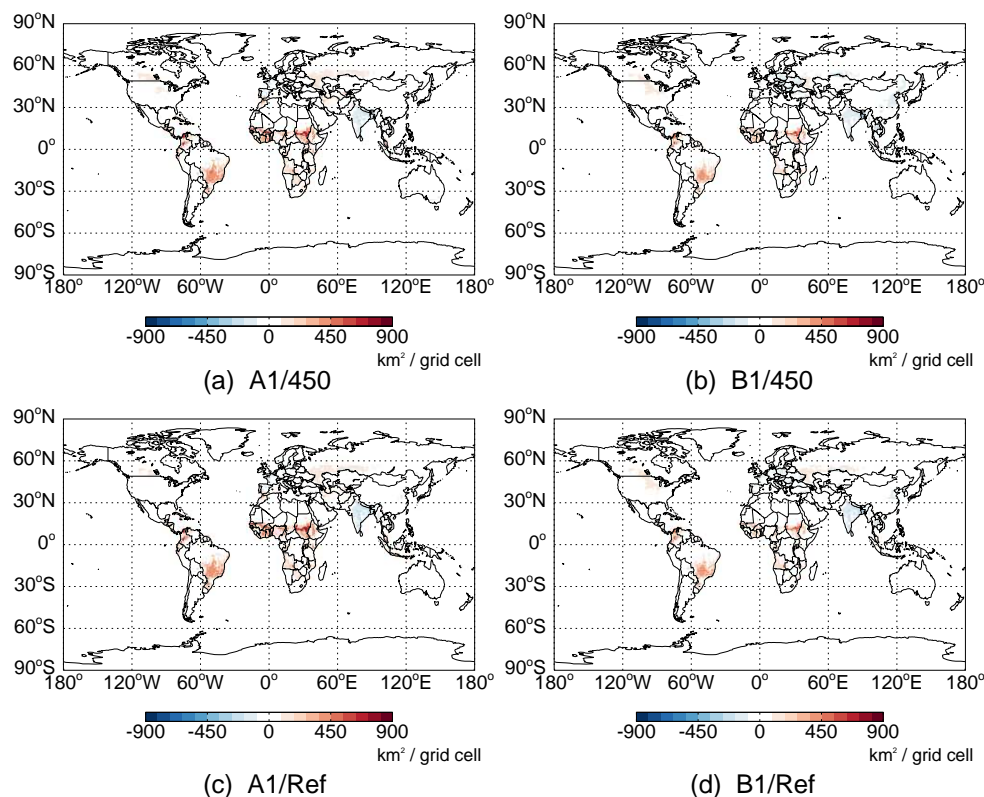 90°N 90°N
60°N 60°N
30°N 30°N
0° 0°
30°S 30°S
60°S 60°S
90°S 90°S
180° 120°W 60°W 0° 60°E 120°E 180° 180° 120°W 60°W 0° 60°E 120°E 180°
-900 -450 0 450 900 -900 -450 0 450 900
km² / grid cell km² / grid cell
(a) A1/450 (b) B1/450
90°N 90°N
60°N 60°N
30°N 30°N
0° 0°
30°S 30°S
60°S 60°S
90°S 90°S
180° 120°W 60°W 0° 60°E 120°E 180° 180° 120°W 60°W 0° 60°E 120°E 180°
-900 -450 0 450 900 -900 -450 0 450 900
km² / grid cell km² / grid cell
(c) A1/Ref (d) B1/Ref